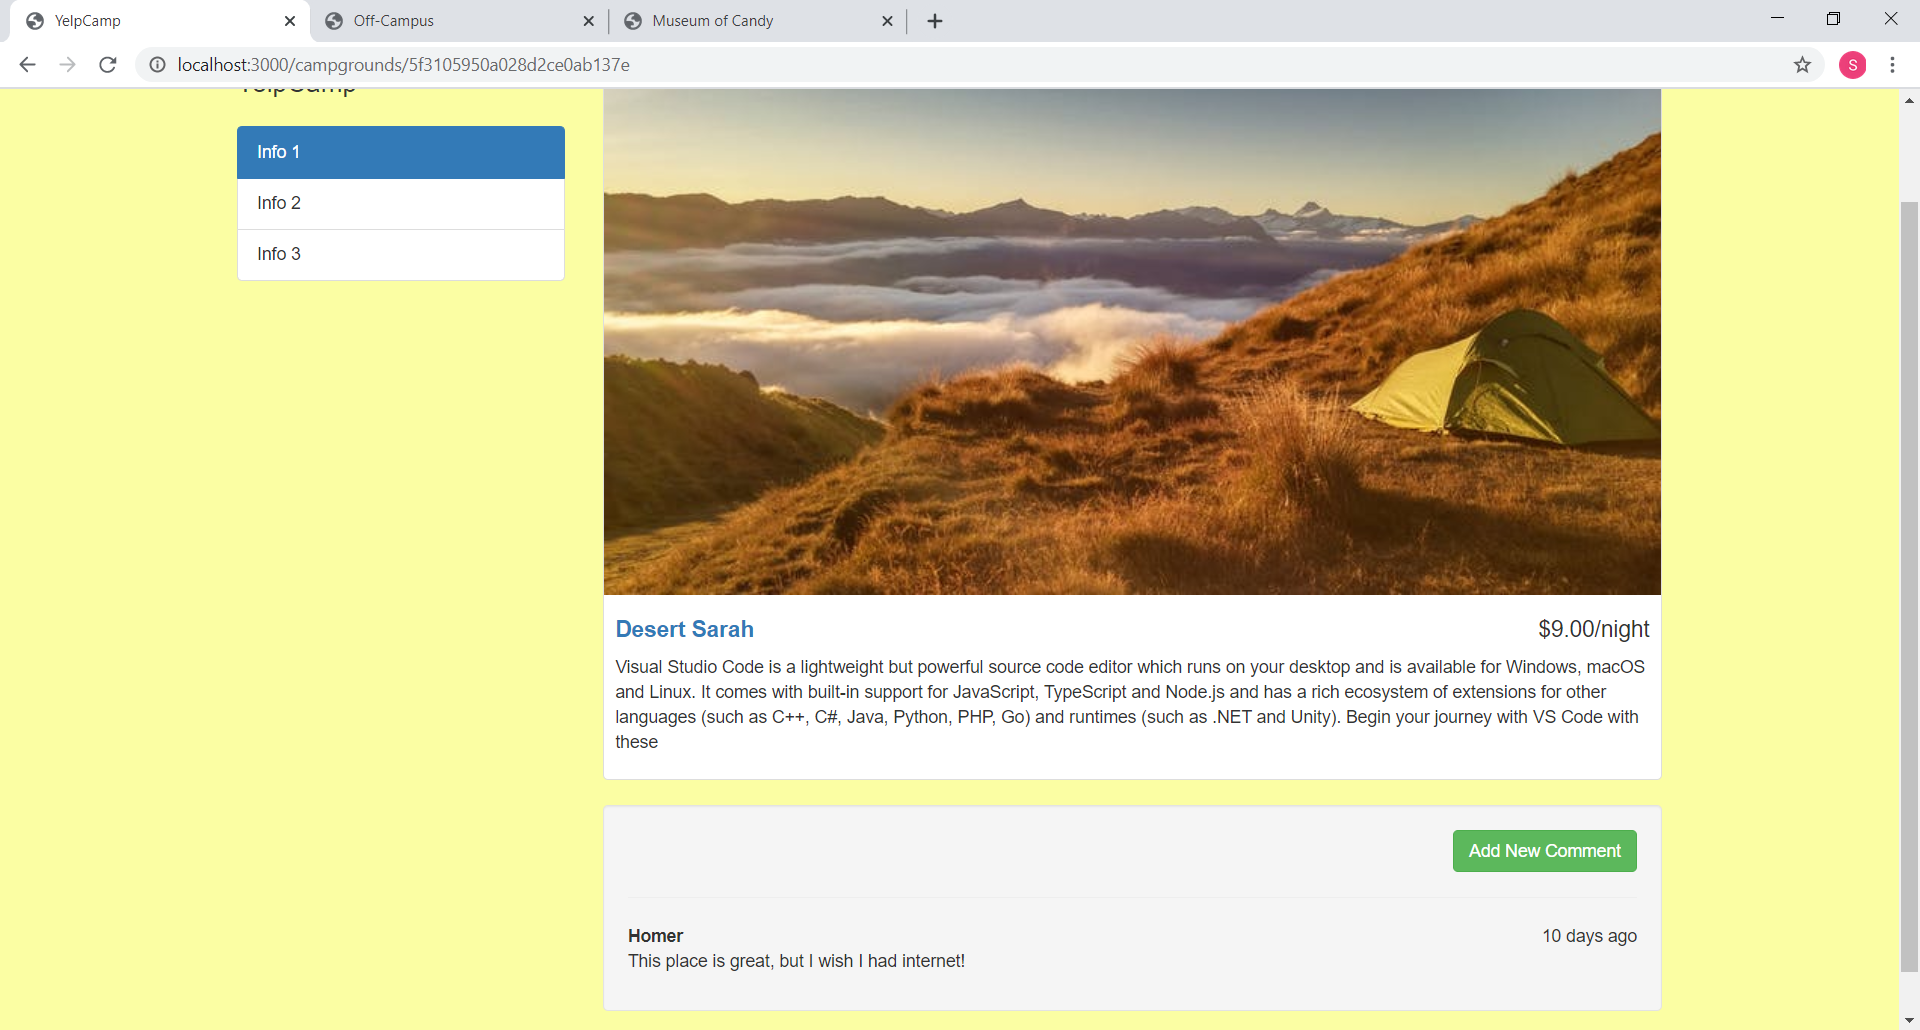 YelpCamp
Off-Campus
Museum of Candy
localhost:3000/campgrounds/5f3105950a028d2ce0ab137e
S
YelpCamp
Info 1
Info 2
Info 3
Desert Sarah
$9.00/night
Visual Studio Code is a lightweight but powerful source code editor which runs on your desktop and is available for Windows, macOS
and Linux. It comes with built-in support for JavaScript, TypeScript and Node.js and has a rich ecosystem of extensions for other
languages (such as C++, C#, Java, Python, PHP, Go) and runtimes (such as .NET and Unity). Begin your journey with VS Code with
these
Add New Comment
Homer
10 days ago
This place is great, but I wish I had internet!